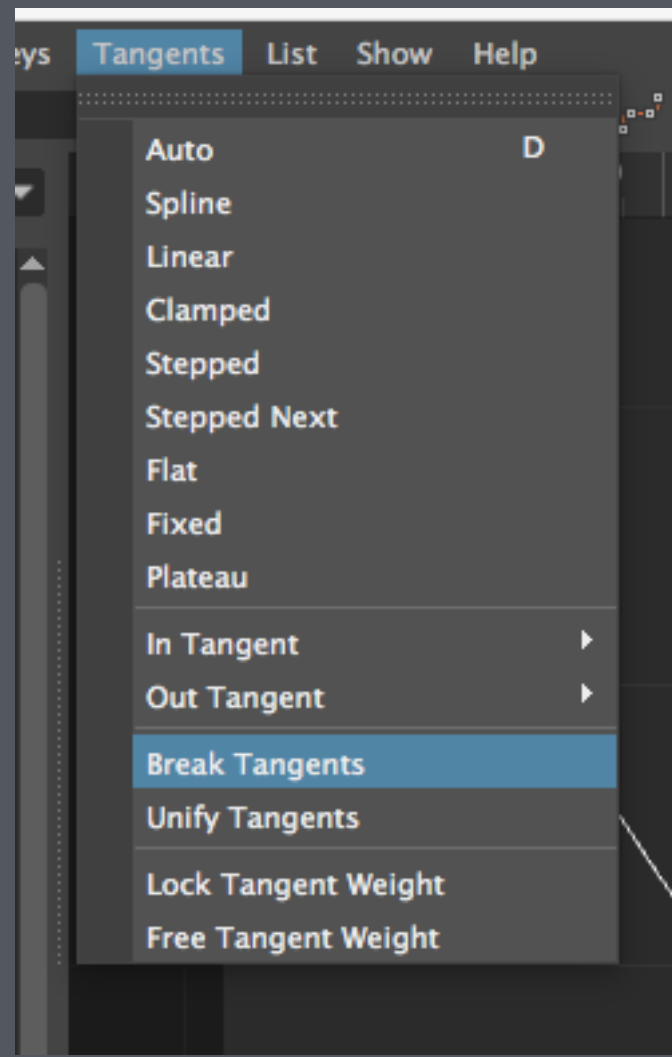 eys Tangents List Show Help
Auto D
Spline
Linear
Clamped
Stepped
Stepped Next
Flat
Fixed
Plateau
In Tangent
Out Tangent
Break Tangents
Unify Tangents
Lock Tangent Weight
Free Tangent Weight